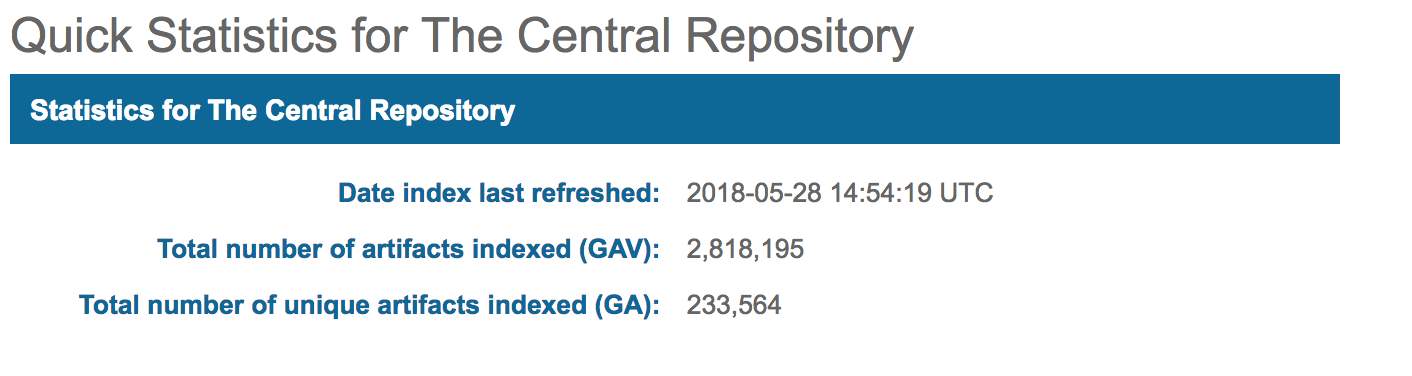 Quick Statistics for The Central Repository
Statistics for The Central Repository
Date index last refreshed: 2018-05-28 14:54:19 UTC
Total number of artifacts indexed (GAV): 2,818,195
Total number of unique artifacts indexed (GA): 233,564